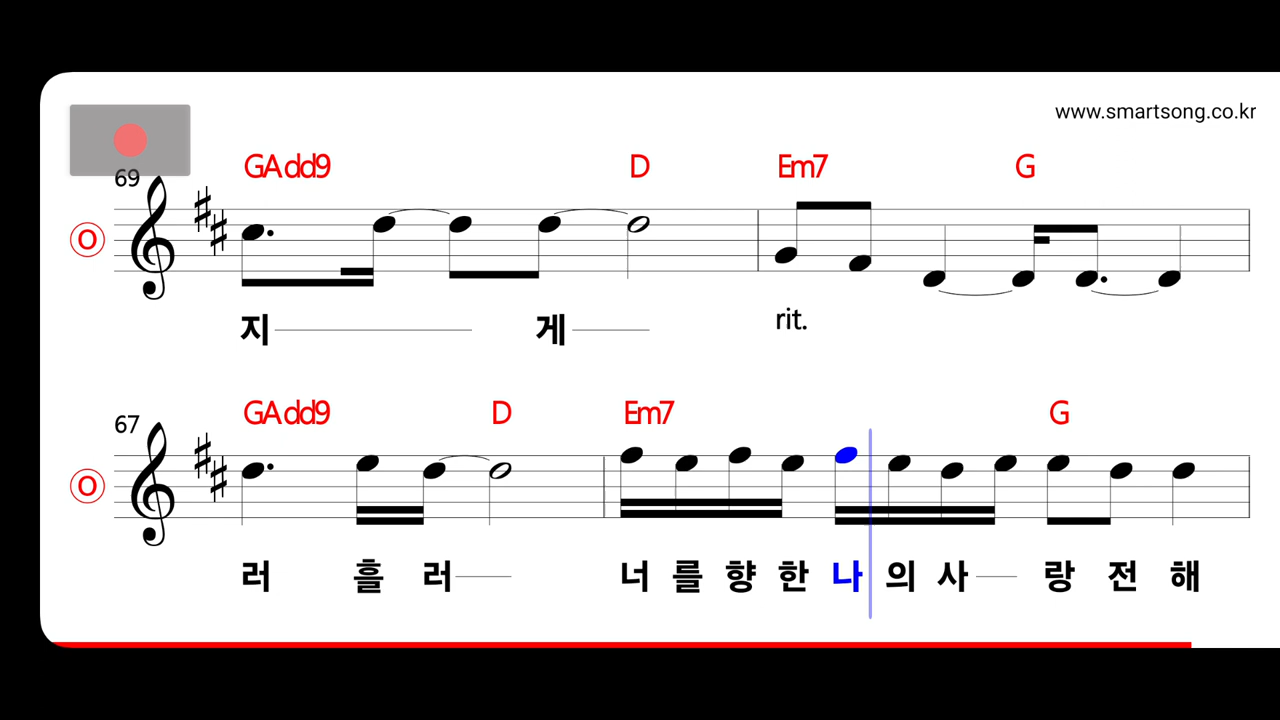 www.smartsong.co.kr
GAdd9 D Em7 G
69
O
지 게 rit.
GAdd9 D Em7 G
67
O
러 흘 러 너 를 향 한 나 의 사 랑 전 해